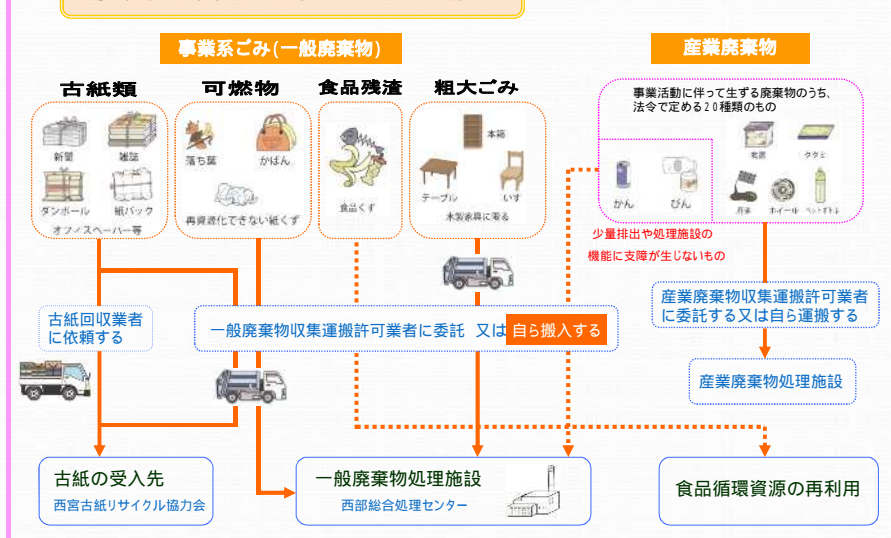 事業系ごみ(一般廃棄物)
産業廃棄物
古紙類
可燃物
食品残渣
粗大ごみ
新聞
雑誌
ダンボール
紙パック
オフィスペーパー等
落ち葉
かばん
再資源化できない紙くず
食品くず
本箱
テーブル
いす
木製家具に限る
事業活動に伴って生ずる廃棄物のうち、
法令で定める20種類のもの
タタミ
かん
びん
ホイール
ペットボトル
少量排出や処理施設の
機能に支障が生じないもの
古紙回収業者
に依頼する
一般廃棄物収集運搬許可業者に委託 又は 自ら搬入する
産業廃棄物収集運搬許可業者
に委託する又は自ら運搬する
産業廃棄物処理施設
古紙の受入先
西宮古紙リサイクル協力会
一般廃棄物処理施設
西部総合処理センター
食品循環資源の再利用